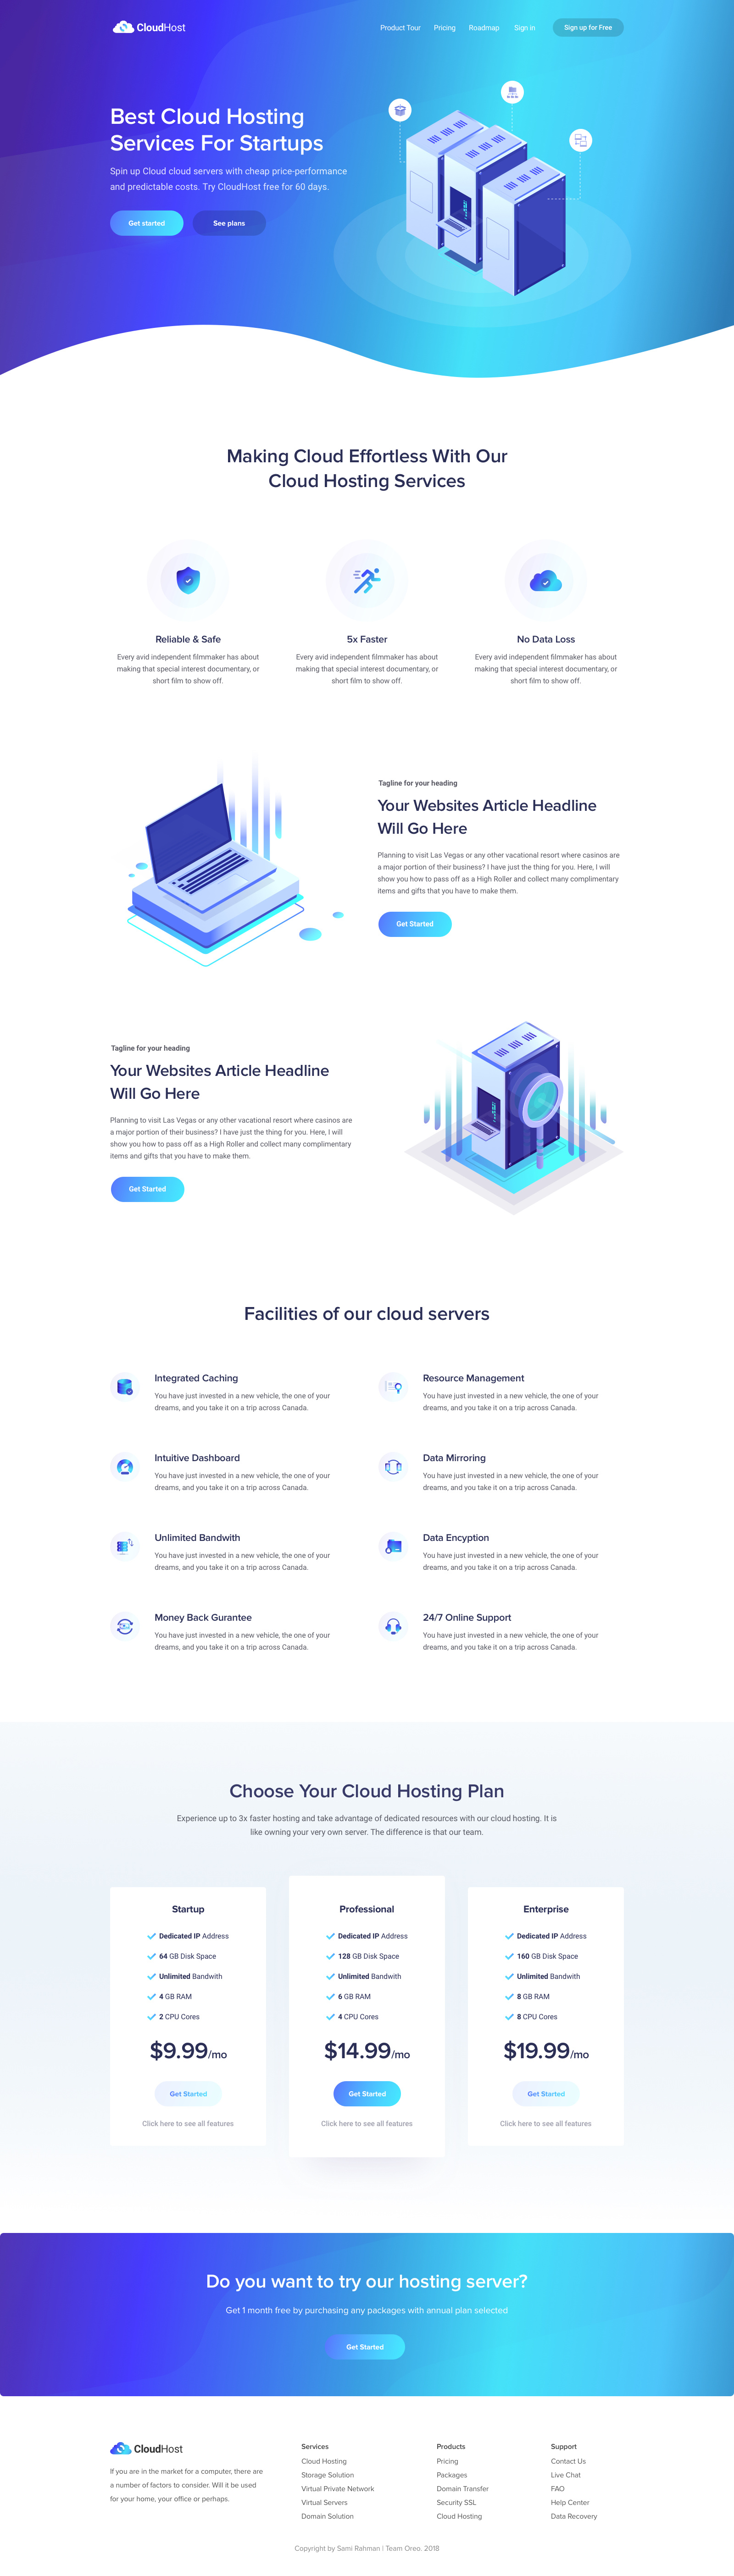 CloudHost
Product Tour
Pricing
Roadmap
Sign in
Sign up for Free
Best Cloud Hosting
Services For Startups
Spin up Cloud cloud servers with cheap price-performance
and predictable costs. Try CloudHost free for 60 days.
Get started
See plans
Making Cloud Effortless With Our
Cloud Hosting Services
Reliable & Safe
Every avid independent filmmaker has about
making that special interest documentary, or
short film to show off.
5x Faster
Every avid independent filmmaker has about
making that special interest documentary, or
short film to show off.
No Data Loss
Every avid independent filmmaker has about
making that special interest documentary, or
short film to show off.
Tagline for your heading
Your Websites Article Headline
Will Go Here
Planning to visit Las Vegas or any other vacational resort where casinos are
a major portion of their business? I have just the thing for you. Here, I will
show you how to pass off as a High Roller and collect many complimentary
items and gifts that you have to make them.
Get Started
Tagline for your heading
Your Websites Article Headline
Will Go Here
Planning to visit Las Vegas or any other vacational resort where casinos are
a major portion of their business? I have just the thing for you. Here, I will
show you how to pass off as a High Roller and collect many complimentary
items and gifts that you have to make them.
Get Started
Facilities of our cloud servers
Integrated Caching
You have just invested in a new vehicle, the one of your
dreams, and you take it on a trip across Canada.
Resource Management
You have just invested in a new vehicle, the one of your
dreams, and you take it on a trip across Canada.
Intuitive Dashboard
You have just invested in a new vehicle, the one of your
dreams, and you take it on a trip across Canada.
Data Mirroring
You have just invested in a new vehicle, the one of your
dreams, and you take it on a trip across Canada.
Unlimited Bandwith
You have just invested in a new vehicle, the one of your
dreams, and you take it on a trip across Canada.
Data Encyption
You have just invested in a new vehicle, the one of your
dreams, and you take it on a trip across Canada.
Money Back Gurantee
You have just invested in a new vehicle, the one of your
dreams, and you take it on a trip across Canada.
24/7 Online Support
You have just invested in a new vehicle, the one of your
dreams, and you take it on a trip across Canada.
Choose Your Cloud Hosting Plan
Experience up to 3x faster hosting and take advantage of dedicated resources with our cloud hosting. It is
like owning your very own server. The difference is that our team.
Startup
Dedicated IP Address
64 GB Disk Space
Unlimited Bandwith
4 GB RAM
2 CPU Cores
$9.99/mo
Get Started
Click here to see all features
Professional
Dedicated IP Address
128 GB Disk Space
Unlimited Bandwith
6 GB RAM
4 CPU Cores
$14.99/mo
Get Started
Click here to see all features
Enterprise
Dedicated IP Address
160 GB Disk Space
Unlimited Bandwith
8 GB RAM
8 CPU Cores
$19.99/mo
Get Started
Click here to see all features
Do you want to try our hosting server?
Get 1 month free by purchasing any packages with annual plan selected
Get Started
CloudHost
If you are in the market for a computer, there are
a number of factors to consider. Will it be used
for your home, your office or perhaps.
Services
Cloud Hosting
Storage Solution
Virtual Private Network
Virtual Servers
Domain Solution
Products
Pricing
Packages
Domain Transfer
Security SSL
Cloud Hosting
Support
Contact Us
Live Chat
FAO
Help Center
Data Recovery
Copyright by Sami Rahman | Team Oreo. 2018